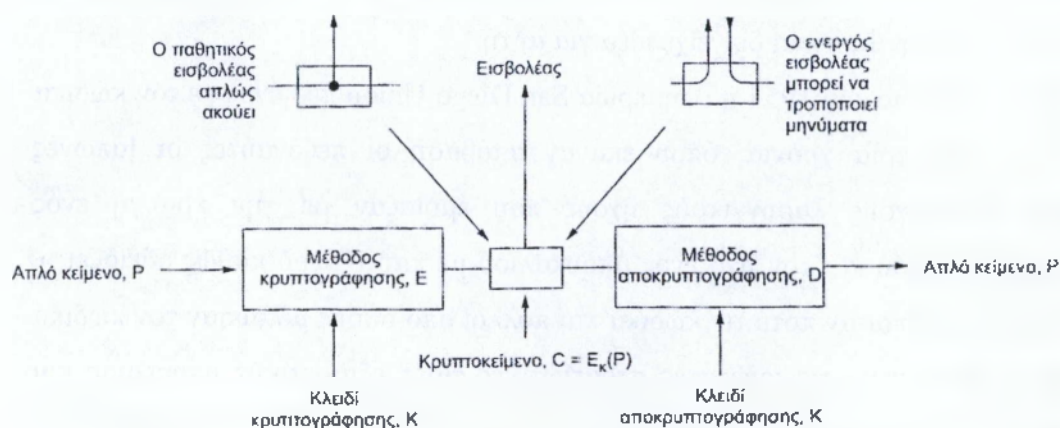 Ο παθητικός
εισβολέας
απλώς
ακούει
Εισβολέας
Ο ενεργός
εισβολέας
μπορεί να
τροποποιεί
μηνύματα
Απλό κείμενο, P
Μέθοδος
κρυπτογράφησης, E
Μέθοδος
αποκρυπτογράφησης, D
Απλό κείμενο, P
Κρυπτοκείμενο, C = E_K(P)
Κλειδί
κρυπτογράφησης, K
Κλειδί
αποκρυπτογράφησης, K